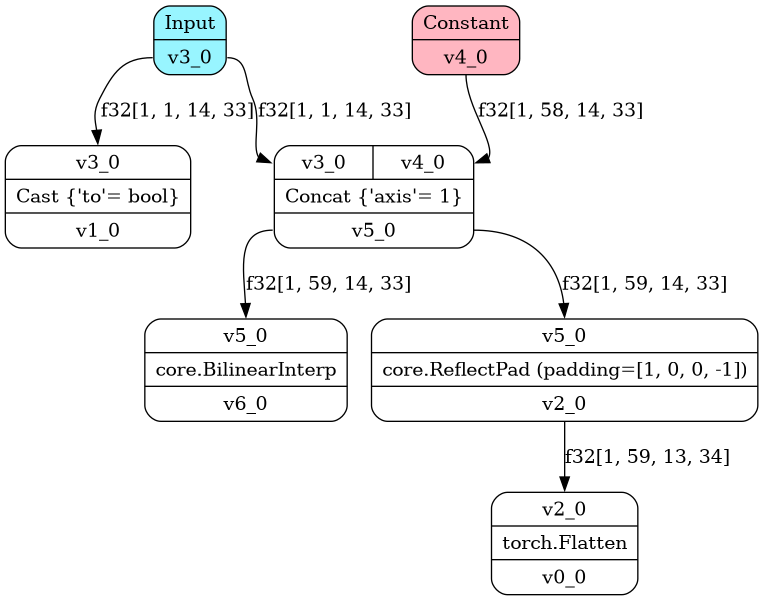 Input
v3_0
Constant
v4_0
f32[1, 1, 14, 33]
f32[1, 1, 14, 33]
f32[1, 58, 14, 33]
v3_0
Cast {'to'= bool}
v1_0
v3_0 v4_0
Concat {'axis'= 1}
v5_0
f32[1, 59, 14, 33]
f32[1, 59, 14, 33]
v5_0
core.BilinearInterp
v6_0
v5_0
core.ReflectPad (padding=[1, 0, 0, -1])
v2_0
f32[1, 59, 13, 34]
v2_0
torch.Flatten
v0_0